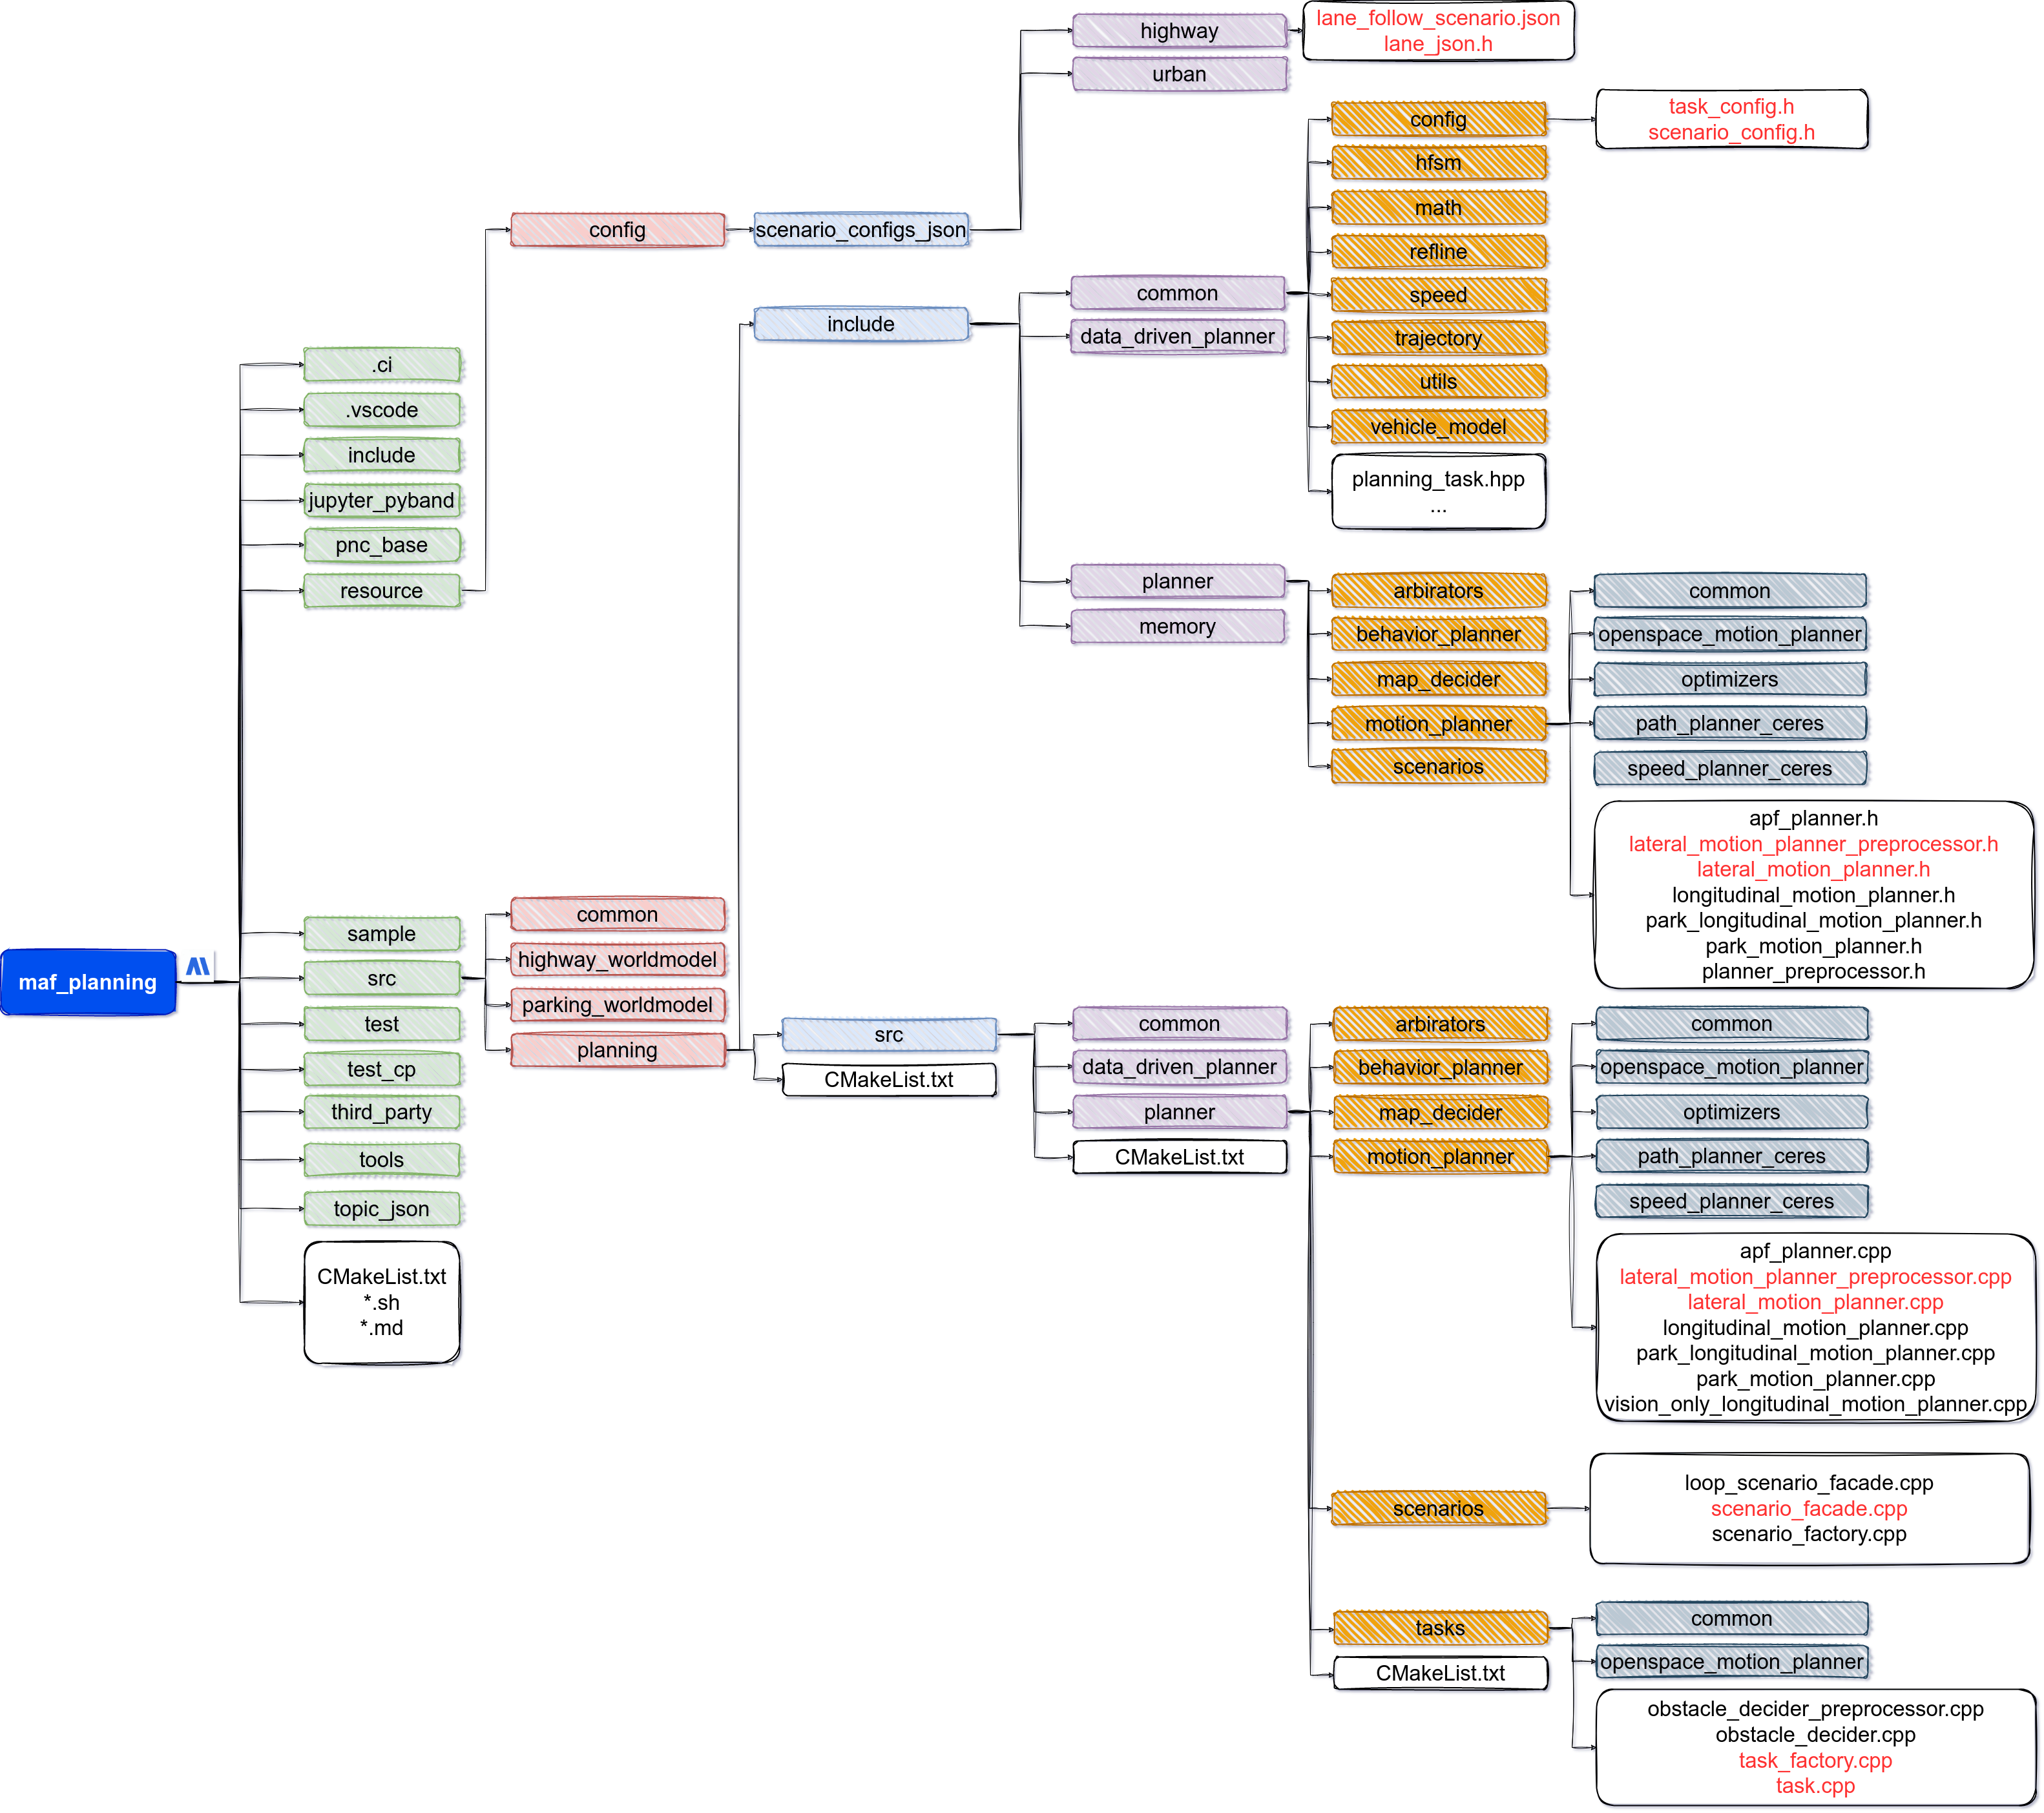 maf_planning
.ci
.vscode
include
jupyter_pyband
pnc_base
resource
sample
src
test
test_cp
third_party
tools
topic_json
CMakeList.txt
*.sh
*.md
config
common
highway_worldmodel
parking_worldmodel
planning
scenario_configs_json
include
src
CMakeList.txt
highway
urban
lane_follow_scenario.json
lane_json.h
common
data_driven_planner
planner
memory
config
hfsm
math
refline
speed
trajectory
utils
vehicle_model
planning_task.hpp
...
task_config.h
scenario_config.h
arbirators
behavior_planner
map_decider
motion_planner
scenarios
common
openspace_motion_planner
optimizers
path_planner_ceres
speed_planner_ceres
apf_planner.h
lateral_motion_planner_preprocessor.h
lateral_motion_planner.h
longitudinal_motion_planner.h
park_longitudinal_motion_planner.h
park_motion_planner.h
planner_preprocessor.h
common
data_driven_planner
planner
CMakeList.txt
arbirators
behavior_planner
map_decider
motion_planner
scenarios
tasks
CMakeList.txt
common
openspace_motion_planner
optimizers
path_planner_ceres
speed_planner_ceres
apf_planner.cpp
lateral_motion_planner_preprocessor.cpp
lateral_motion_planner.cpp
longitudinal_motion_planner.cpp
park_longitudinal_motion_planner.cpp
park_motion_planner.cpp
vision_only_longitudinal_motion_planner.cpp
loop_scenario_facade.cpp
scenario_facade.cpp
scenario_factory.cpp
common
openspace_motion_planner
obstacle_decider_preprocessor.cpp
obstacle_decider.cpp
task_factory.cpp
task.cpp